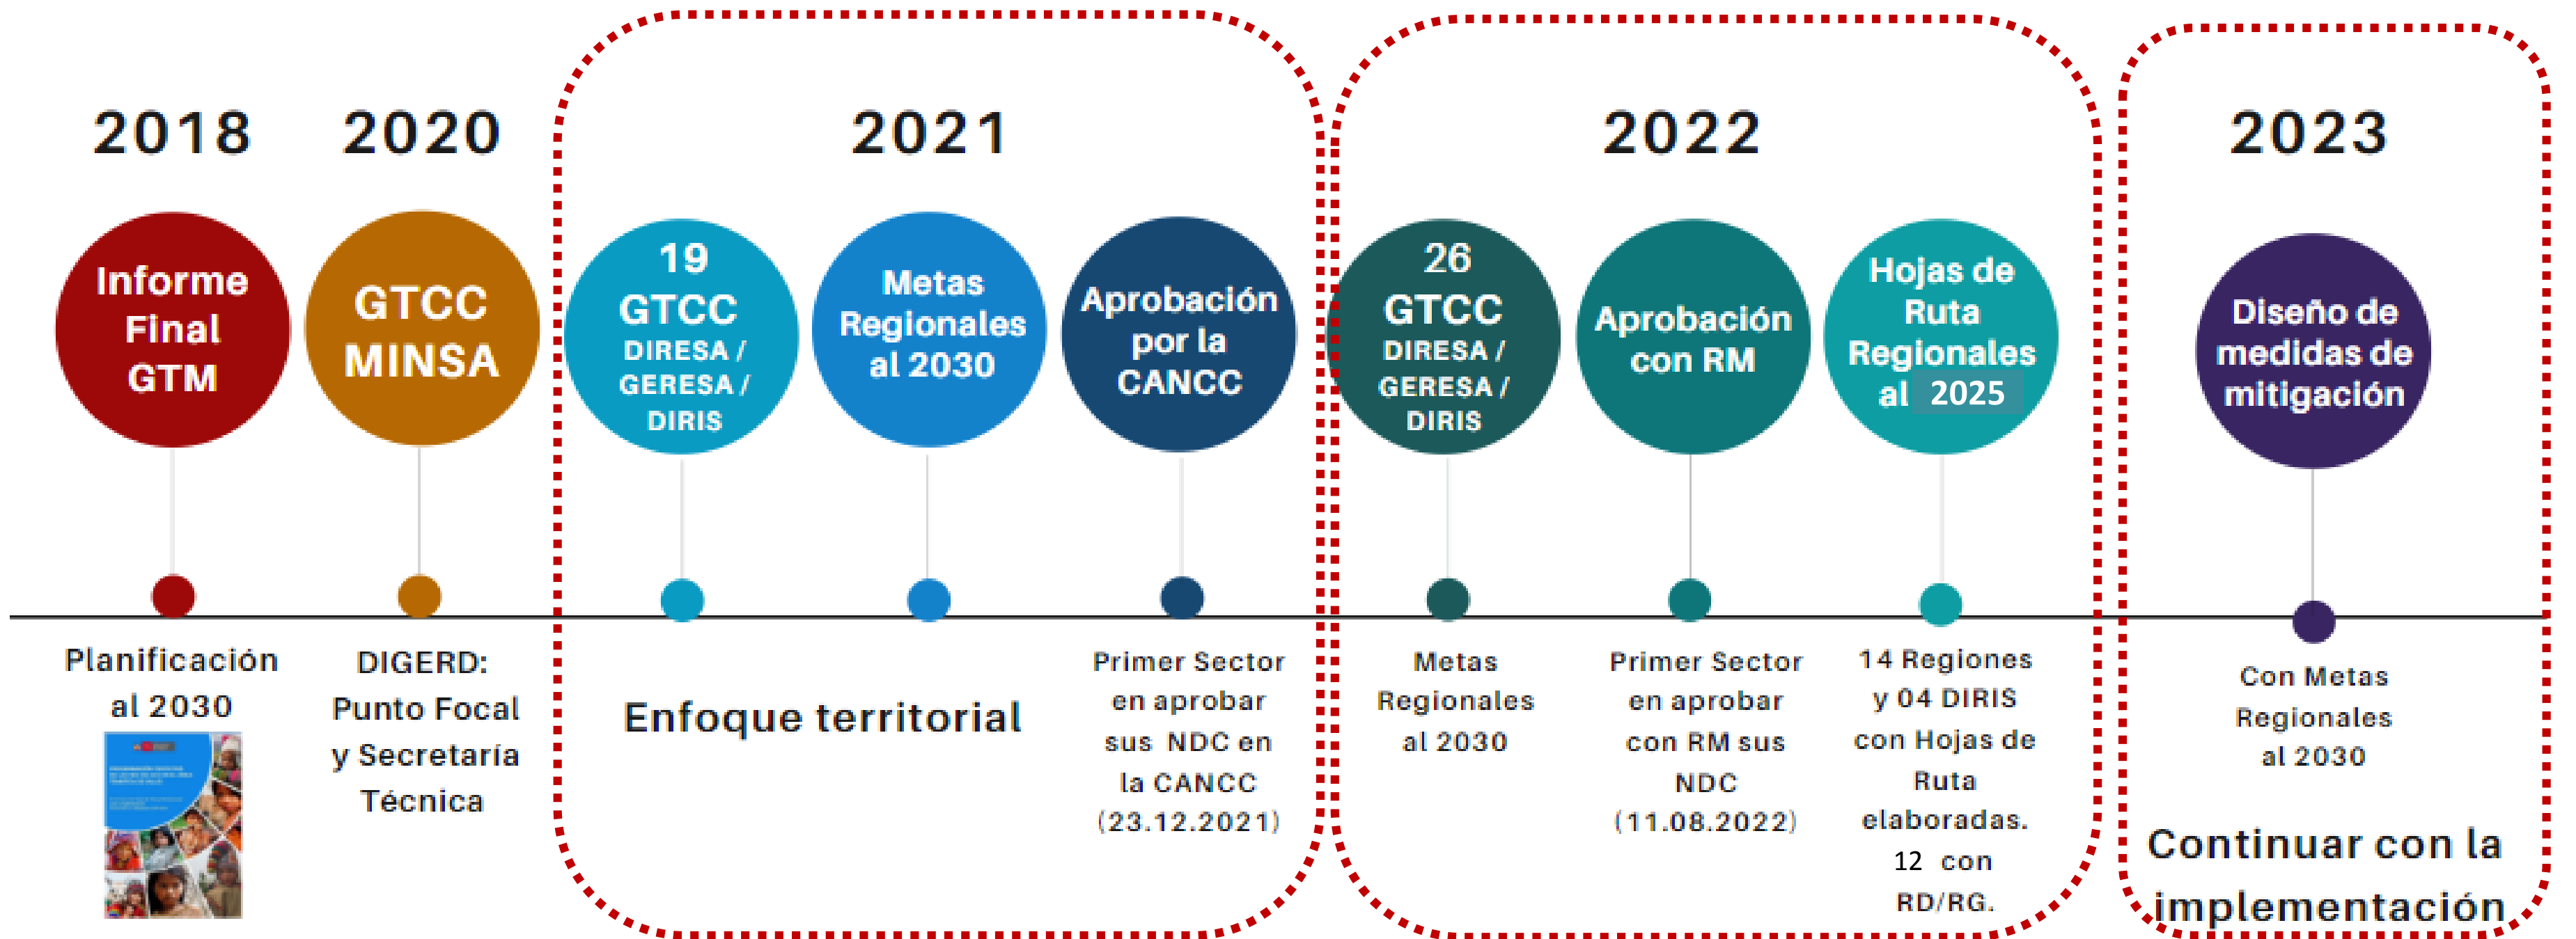 2018
Informe
Final
GTM
Planificación
al 2030
2020
GTCC
MINSA
DIGERD:
Punto Focal
y Secretaría
Técnica
2021
19
GTCC
DIRESA /
GERESA /
DIRIS
Metas
Regionales
al 2030
Enfoque territorial
Aprobación
por la
CANCC
Primer Sector
en aprobar
sus NDC en
la CANCC
(23.12.2021)
2022
26
GTCC
DIRESA /
GERESA /
DIRIS
Metas
Regionales
al 2030
Aprobación
con RM
Primer Sector
en aprobar
con RM sus
NDC
(11.08.2022)
Hojas de
Ruta
Regionales
al 2025
14 Regiones
y 04 DIRIS
con Hojas de
Ruta
elaboradas.
12 con
RD/RG.
2023
Diseño de
medidas de
mitigación
Con Metas
Regionales
al 2030
Continuar con la
implementación